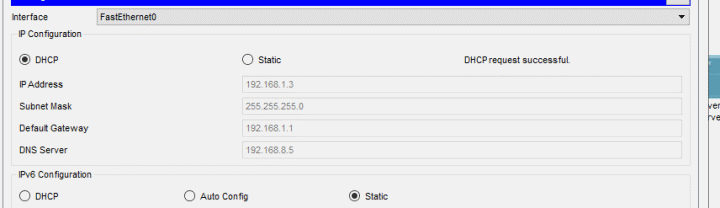 Interface FastEthernet0
IP Configuration
DHCP Static DHCP request successful.
IP Address 192.168.1.3
Subnet Mask 255.255.255.0
Default Gateway 192.168.1.1
DNS Server 192.168.8.5
IPv6 Configuration
DHCP Auto Config Static